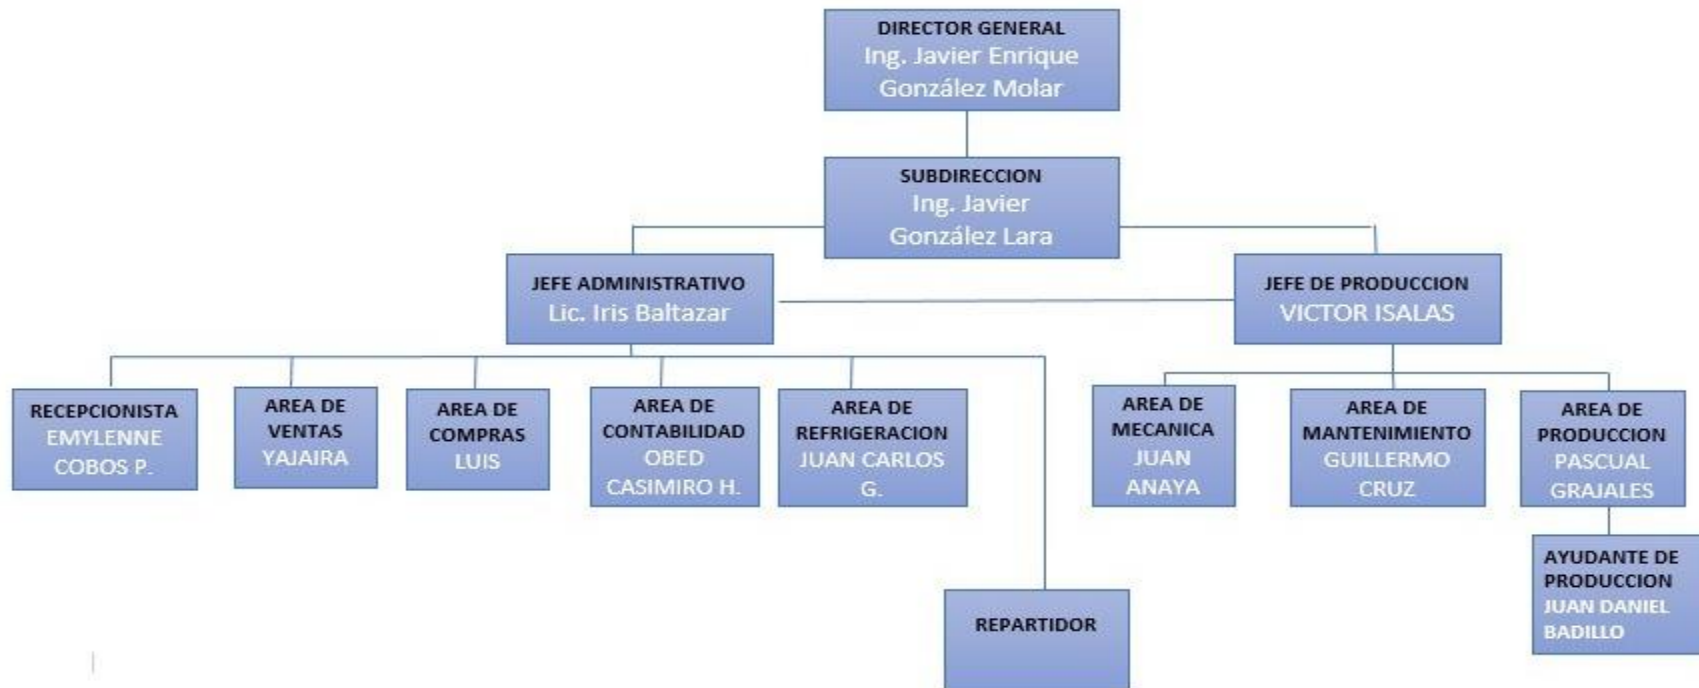 DIRECTOR GENERAL
Ing. Javier Enrique
González Molar
SUBDIRECCION
Ing. Javier
González Lara
JEFE ADMINISTRATIVO
Lic. Iris Baltazar
JEFE DE PRODUCCION
VICTOR ISALAS
RECEPCIONISTA
EMYLENNE
COBOS P.
AREA DE
VENTAS
YAJAIRA
AREA DE
COMPRAS
LUIS
AREA DE
CONTABILIDAD
OBED
CASIMIRO H.
AREA DE
REFRIGERACION
JUAN CARLOS
G.
AREA DE
MECANICA
JUAN
ANAYA
AREA DE
MANTENIMIENTO
GUILLERMO
CRUZ
AREA DE
PRODUCCION
PASCUAL
GRAJALES
AYUDANTE DE
PRODUCCION
JUAN DANIEL
BADILLO
REPARTIDOR